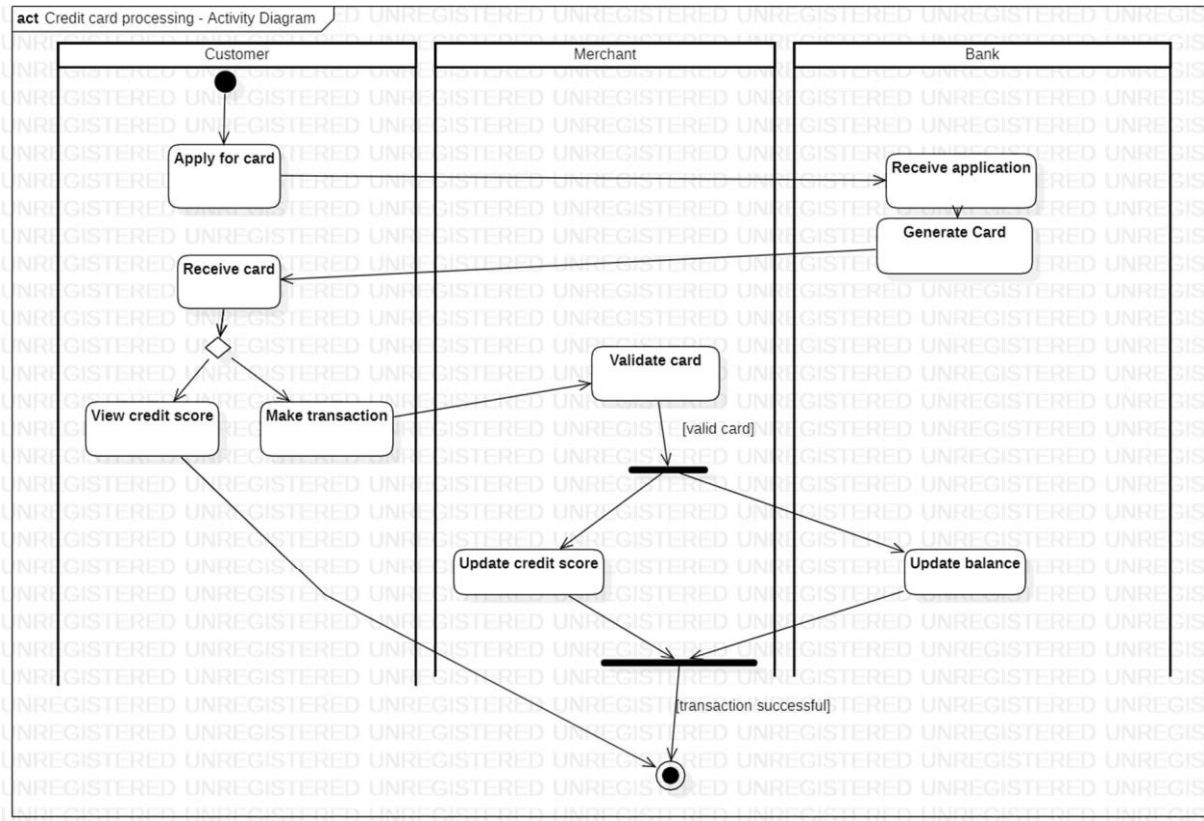 act Credit card processing - Activity Diagram
Customer
Merchant
Bank
Apply for card
Receive application
Generate Card
Receive card
Validate card
View credit score
Make transaction
[valid card]
Update credit score
Update balance
[transaction successful]
UNREGISTERED